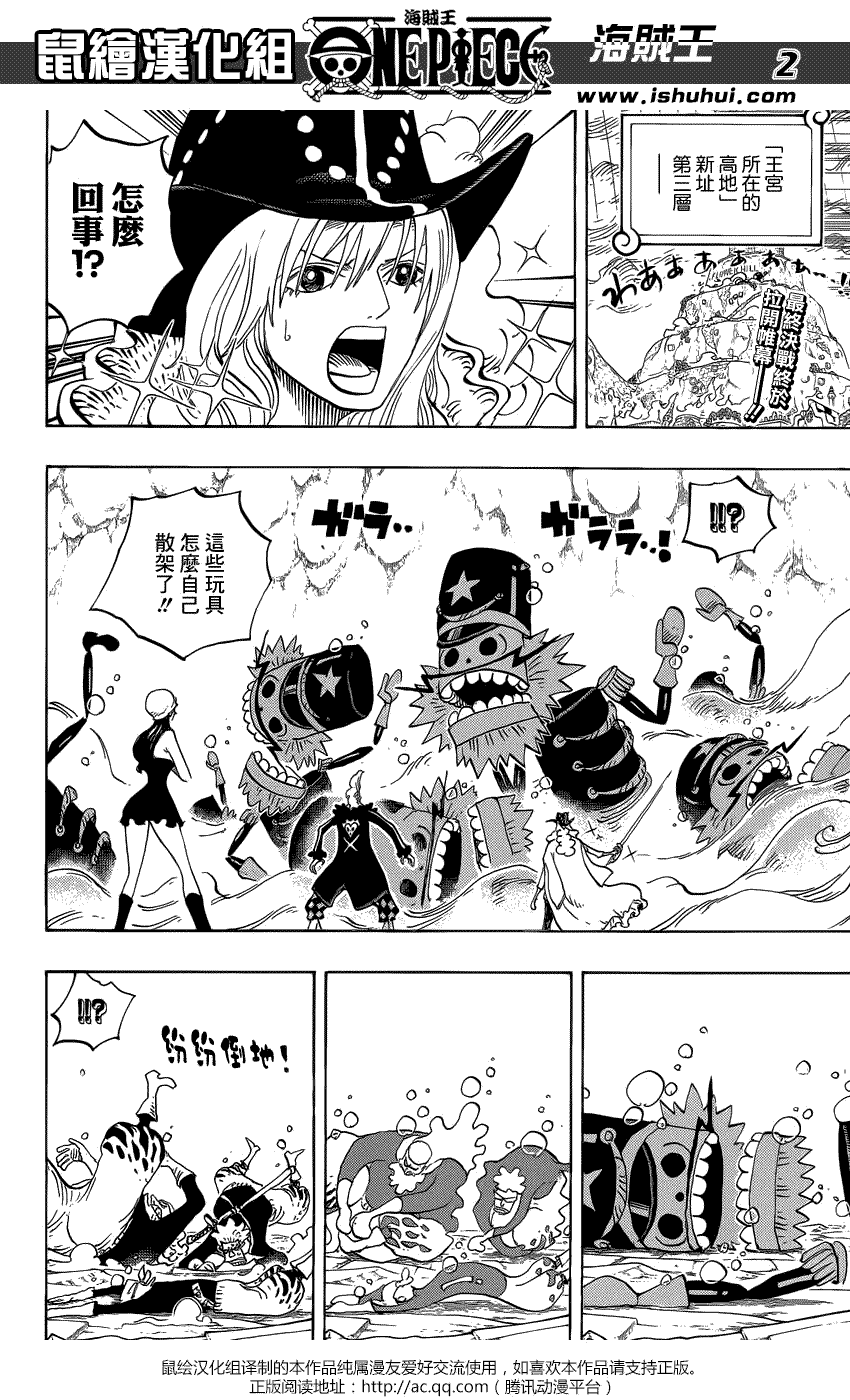 鼠繪漢化組
海賊王
ONE PIECE
海賊王
2
www.ishuhui.com
「王宮
所在的
高地」
新址
第三層
──
わあぁあぁぁぁ…!!
最終決戰終於
拉開帷幕──!!
怎麼
回事!?
!!?
ガララ…!
ガラ…
這些玩具
怎麼自己
散架了!!
!!?
紛紛倒地!
鼠绘汉化组译制的本作品纯属漫友爱好交流使用，如喜欢本作品请支持正版。
正版阅读地址：http://ac.qq.com（腾讯动漫平台）